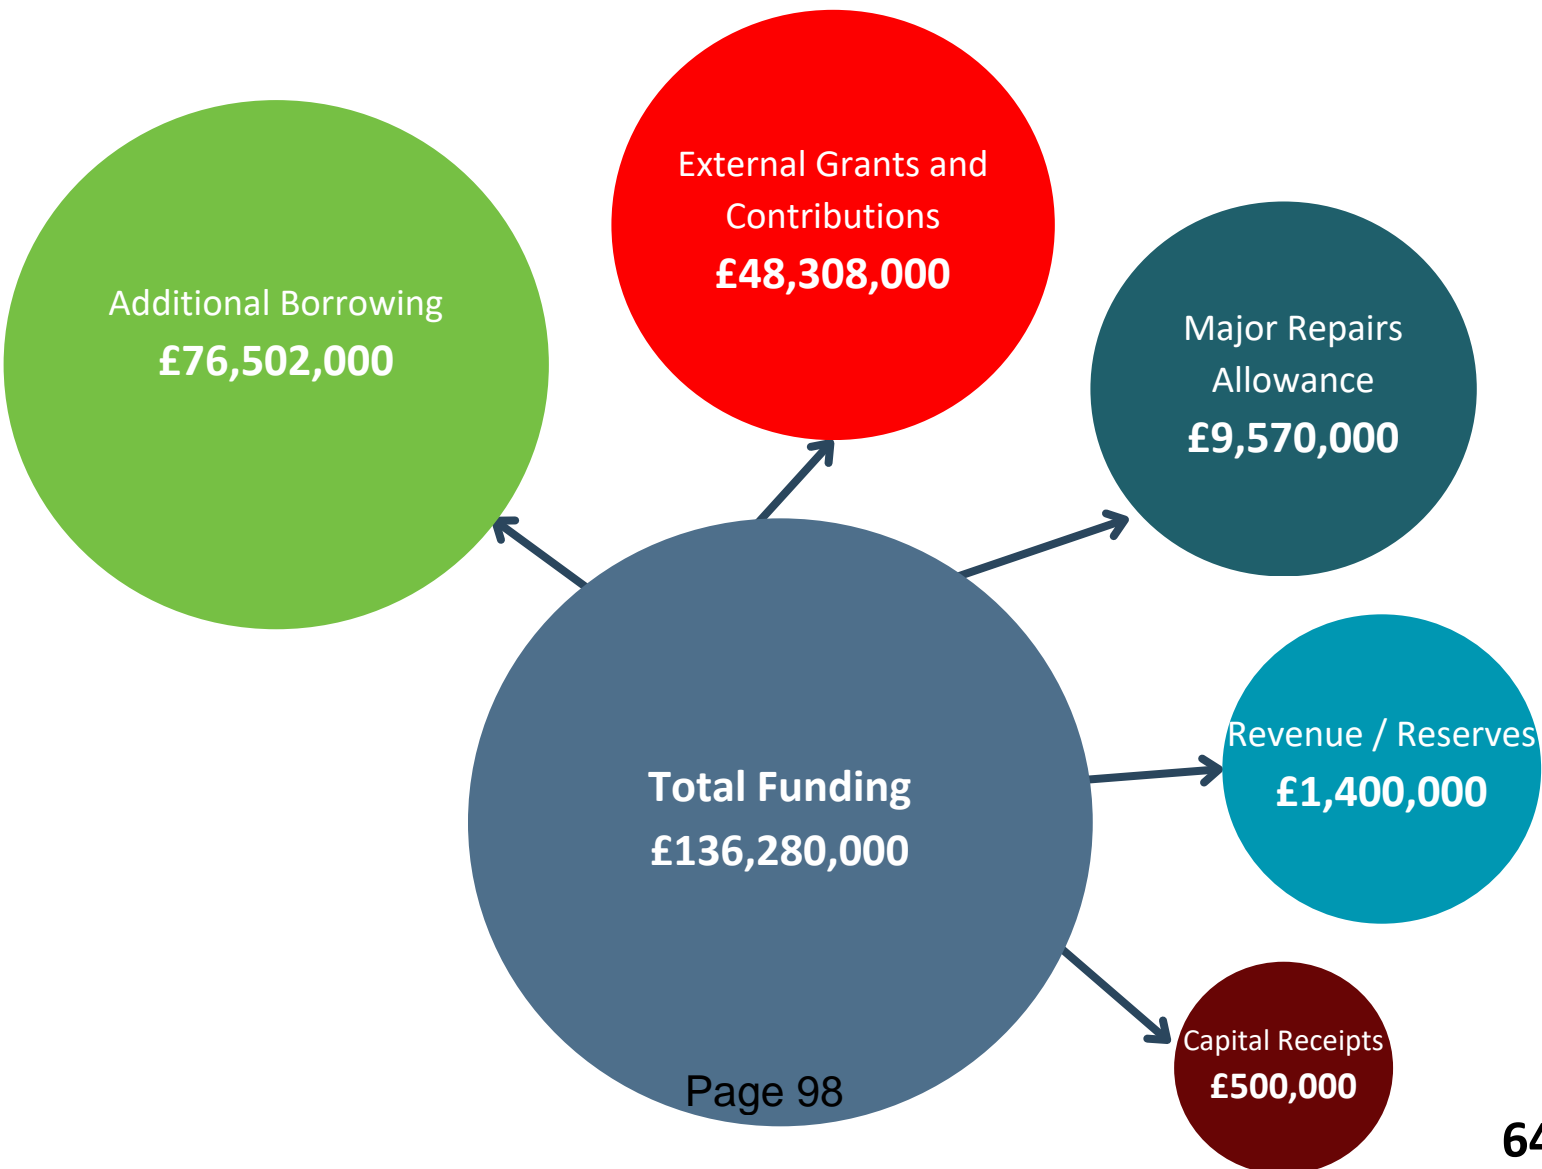 External Grants and
Contributions
£48,308,000
Additional Borrowing
£76,502,000
Major Repairs
Allowance
£9,570,000
Revenue / Reserves
£1,400,000
Total Funding
£136,280,000
Capital Receipts
£500,000
Page 98
64